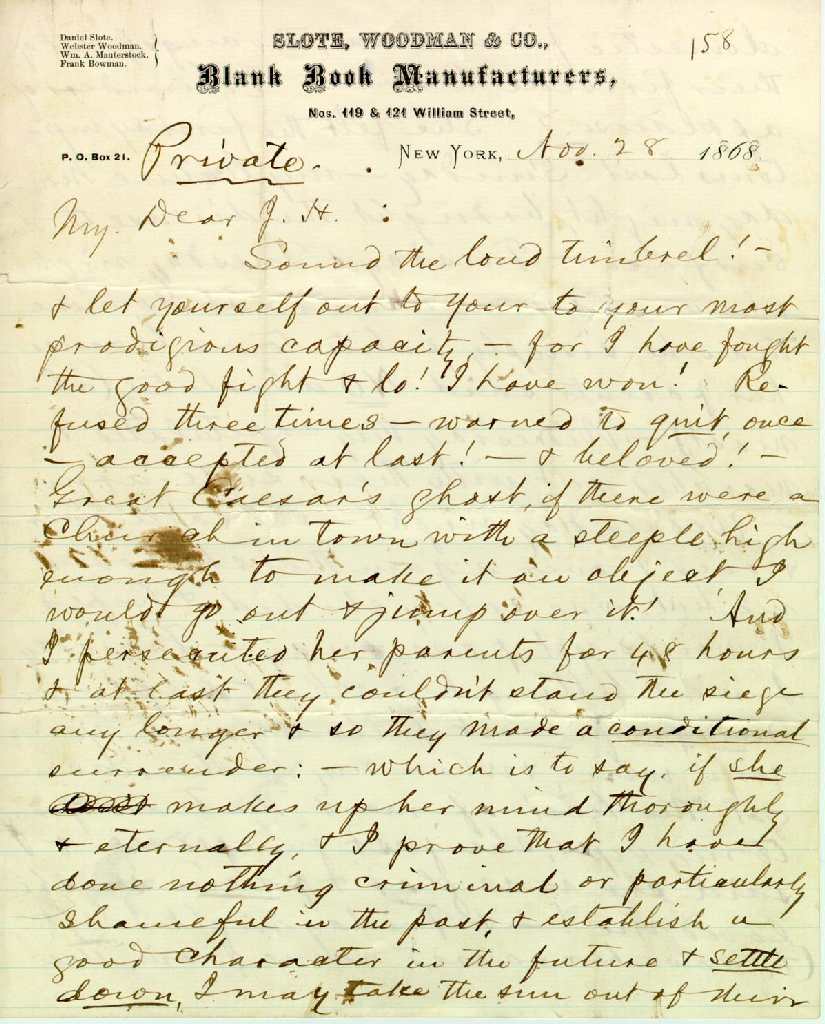 Daniel Slote.
Webster Woodman.
Wm. A. Mauterstock.
Frank Bowman.
SLOTE, WOODMAN & CO.,
158
Blank Book Manufacturers,
Nos. 119 & 121 William Street,
P. O. Box 21. Private. NEW YORK, Nov. 28 1868
My Dear J. H. :
Sound the loud timbrel! —
& let yourself out to your to your most
prodigious capacity, — for I have fought
the good fight & lo! I have won! Re-
fused three times — warned to quit, once
— accepted at last! — & beloved! —
Great Caesar's ghost, if there were a
church in town with a steeple high
enough to make it an object I
would go out & jump over it! And
I persecuted her parents for 48 hours
& at last they couldn't stand the siege
any longer & so they made a conditional
surrender: — which is to say, if she
makes up her mind thoroughly
& eternally, & I prove that I have
done nothing criminal or particularly
shameful in the past, & establish a
good character in the future & settle
down, I may take the sun out of their